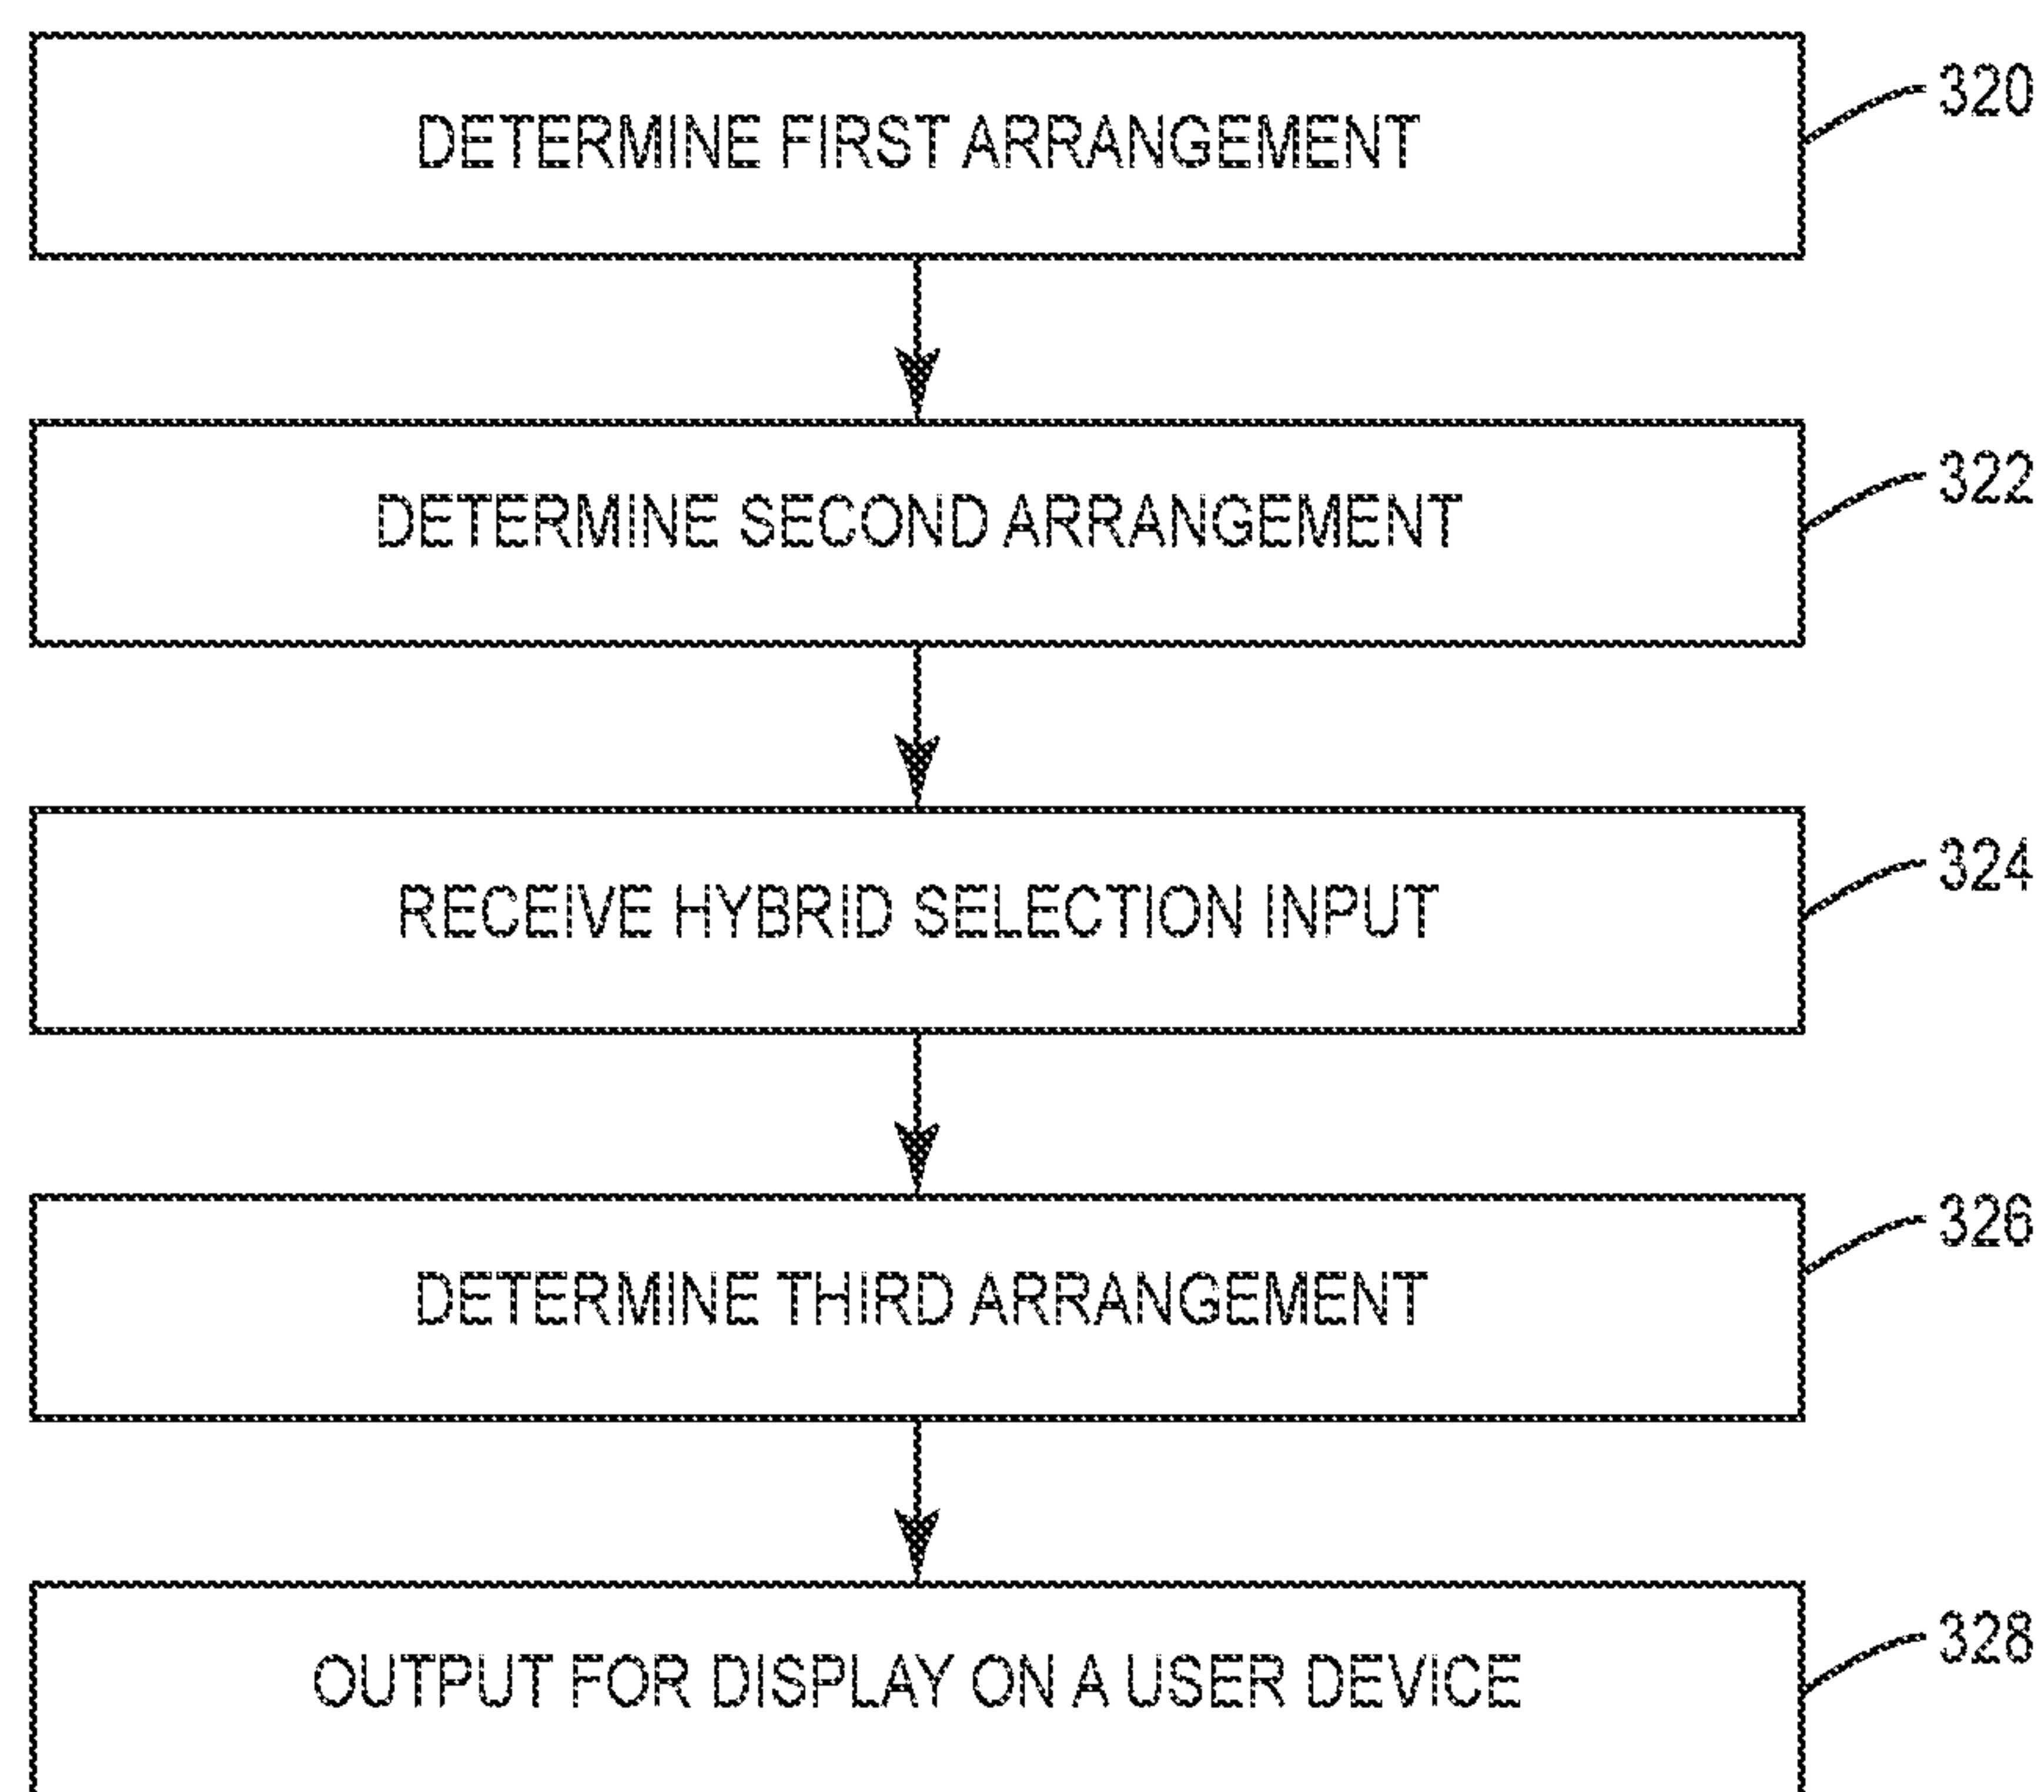 DETERMINE FIRST ARRANGEMENT
320
DETERMINE SECOND ARRANGEMENT
322
RECEIVE HYBRID SELECTION INPUT
324
DETERMINE THIRD ARRANGEMENT
326
OUTPUT FOR DISPLAY ON A USER DEVICE
328